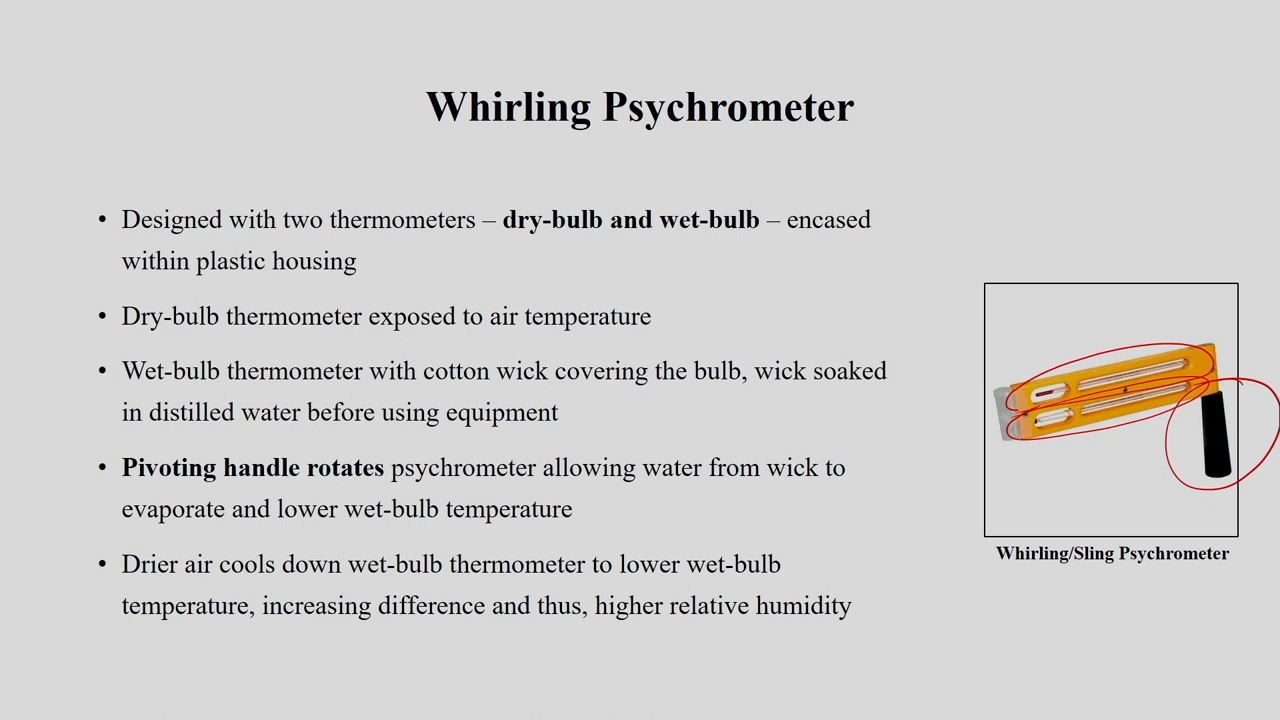 Whirling Psychrometer
• Designed with two thermometers – dry-bulb and wet-bulb – encased
within plastic housing
• Dry-bulb thermometer exposed to air temperature
• Wet-bulb thermometer with cotton wick covering the bulb, wick soaked
in distilled water before using equipment
• Pivoting handle rotates psychrometer allowing water from wick to
evaporate and lower wet-bulb temperature
• Drier air cools down wet-bulb thermometer to lower wet-bulb
temperature, increasing difference and thus, higher relative humidity
Whirling/Sling Psychrometer